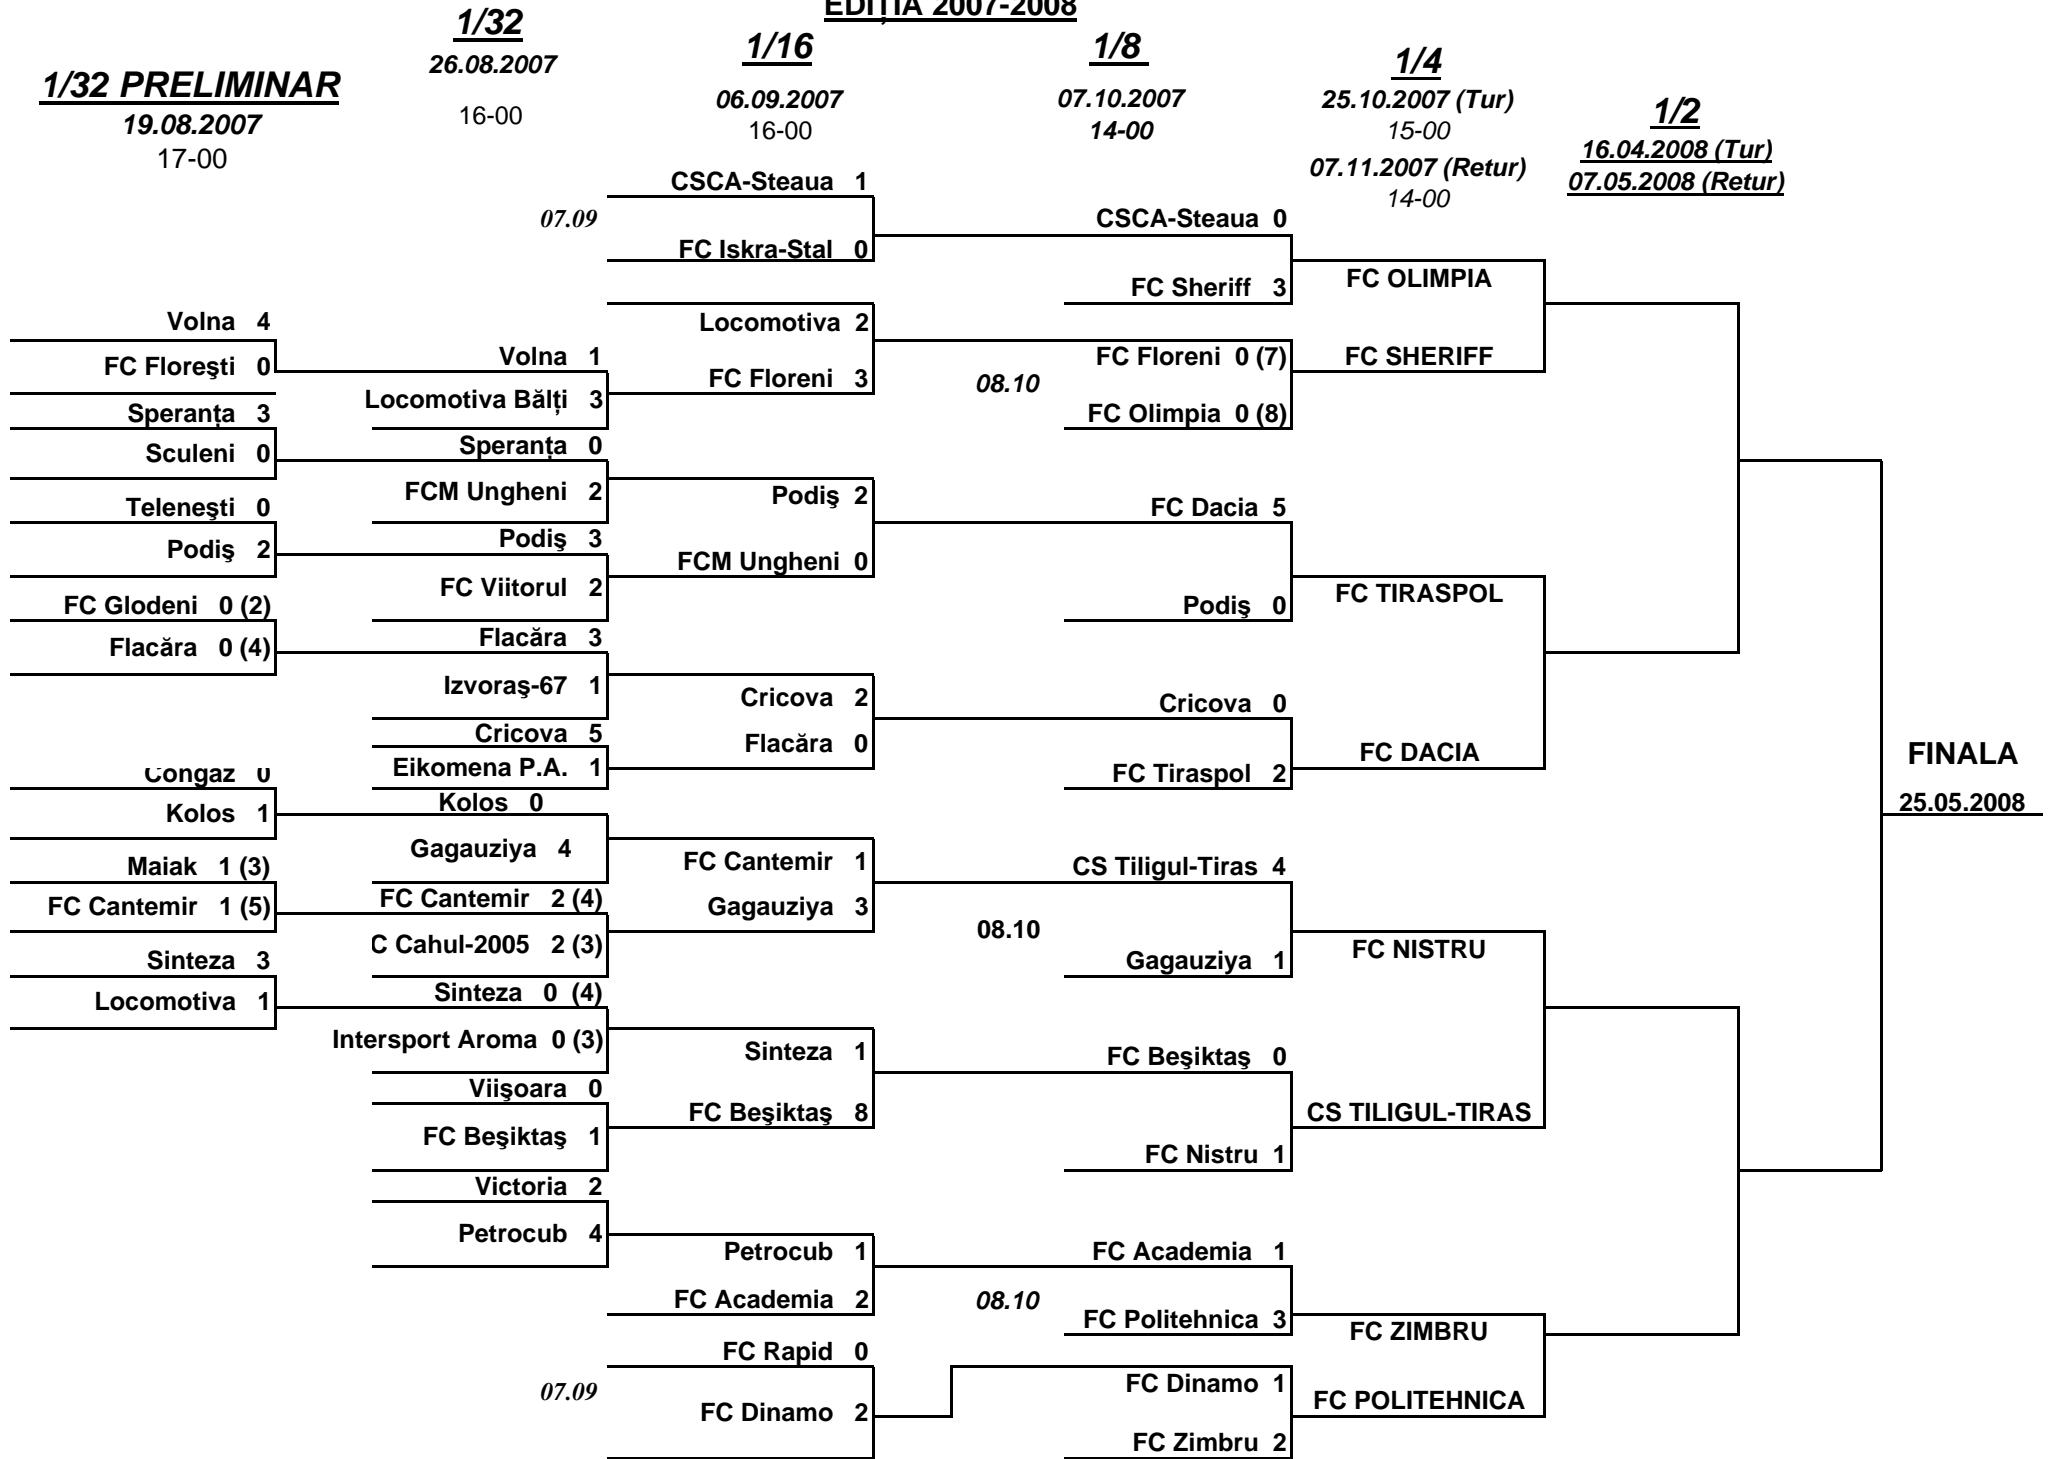 EDIȚIA 2007-2008
1/32 PRELIMINAR
19.08.2007
17-00
Volna 4
FC Floreşti 0
Speranța 3
Sculeni 0
Teleneşti 0
Podiş 2
FC Glodeni 0 (2)
Flacăra 0 (4)
Congaz 0
Kolos 1
Maiak 1 (3)
FC Cantemir 1 (5)
Sinteza 3
Locomotiva 1
1/32
26.08.2007
16-00
Volna 1
Locomotiva Bălți 3
Speranța 0
FCM Ungheni 2
Podiş 3
FC Viitorul 2
Flacăra 3
Izvoraş-67 1
Cricova 5
Eikomena P.A. 1
Kolos 0
Gagauziya 4
FC Cantemir 2 (4)
C Cahul-2005 2 (3)
Sinteza 0 (4)
Intersport Aroma 0 (3)
Viişoara 0
FC Beşiktaş 1
Victoria 2
Petrocub 4
1/16
06.09.2007
16-00
07.09
CSCA-Steaua 1
FC Iskra-Stal 0
Locomotiva 2
FC Floreni 3
Podiş 2
FCM Ungheni 0
Cricova 2
Flacăra 0
FC Cantemir 1
Gagauziya 3
Sinteza 1
FC Beşiktaş 8
Petrocub 1
FC Academia 2
07.09
FC Rapid 0
FC Dinamo 2
1/8
07.10.2007
14-00
CSCA-Steaua 0
FC Sheriff 3
08.10
FC Floreni 0 (7)
FC Olimpia 0 (8)
FC Dacia 5
Podiş 0
Cricova 0
FC Tiraspol 2
08.10
CS Tiligul-Tiras 4
Gagauziya 1
FC Beşiktaş 0
FC Nistru 1
08.10
FC Academia 1
FC Politehnica 3
FC Dinamo 1
FC Zimbru 2
1/4
25.10.2007 (Tur)
15-00
07.11.2007 (Retur)
14-00
FC OLIMPIA
FC SHERIFF
FC TIRASPOL
FC DACIA
FC NISTRU
CS TILIGUL-TIRAS
FC ZIMBRU
FC POLITEHNICA
1/2
16.04.2008 (Tur)
07.05.2008 (Retur)
FINALA
25.05.2008